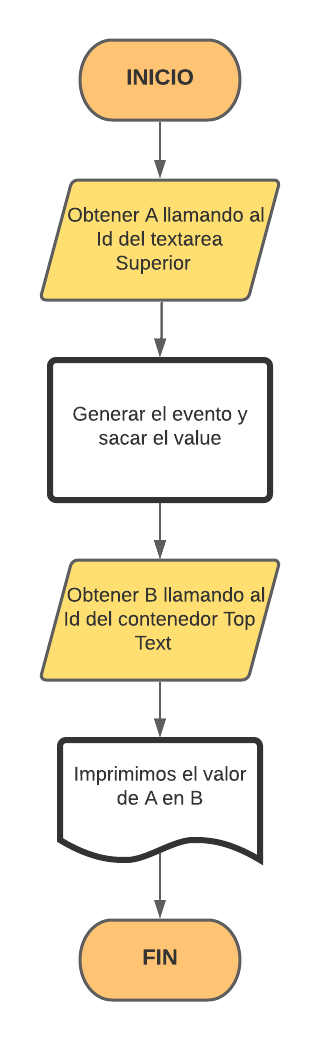 INICIO
Obtener A llamando al
Id del textarea
Superior
Generar el evento y
sacar el value
Obtener B llamando al
Id del contenedor Top
Text
Imprimimos el valor
de A en B
FIN